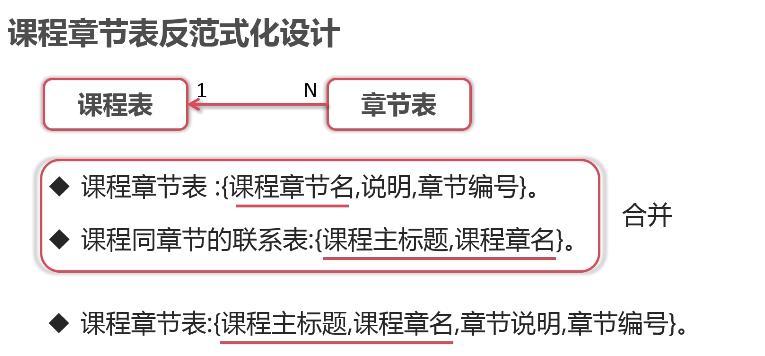 课程章节表反范式化设计
课程表 1 N 章节表
◆ 课程章节表 :{课程章节名,说明,章节编号}。
◆ 课程同章节的联系表:{课程主标题,课程章名}。
合并
◆ 课程章节表:{课程主标题,课程章名,章节说明,章节编号}。